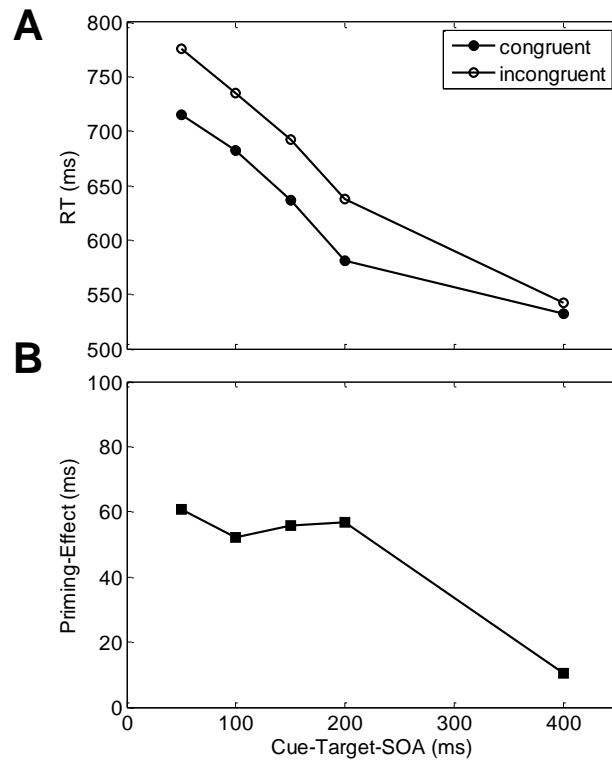 A
800
750
700
650
600
550
500
RT (ms)
congruent
incongruent
B
100
80
60
40
20
0
Priming-Effect (ms)
0 100 200 300 400
Cue-Target-SOA (ms)